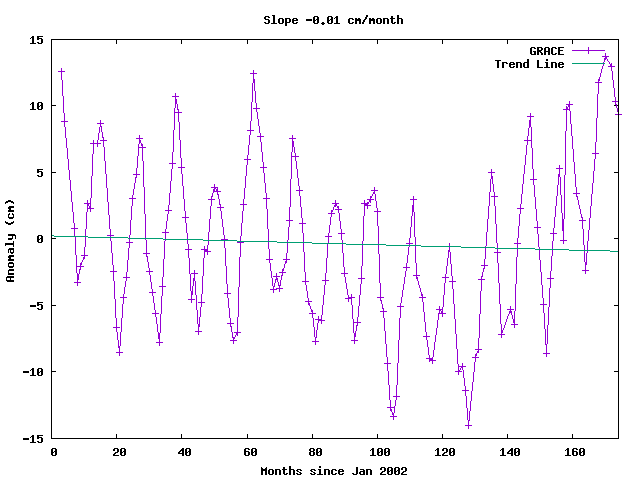 Slope -0.01 cm/month
GRACE
Trend Line
15
10
5
0
-5
-10
-15
Anomaly (cm)
0 20 40 60 80 100 120 140 160
Months since Jan 2002